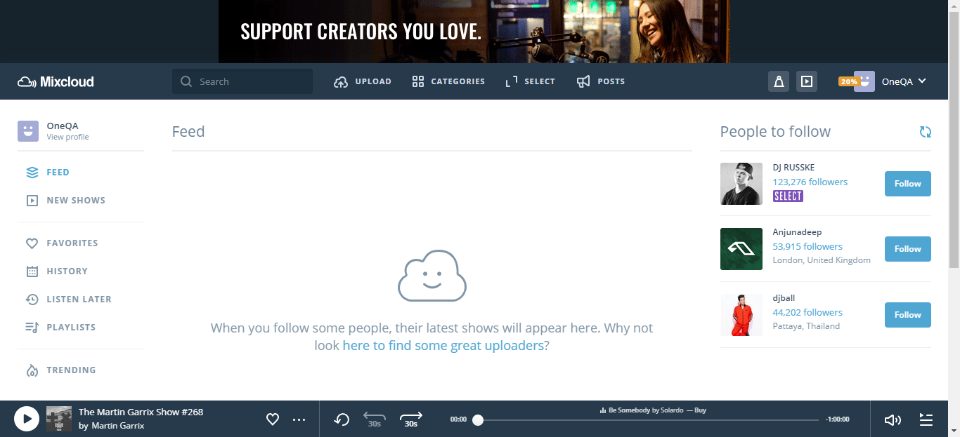 SUPPORT CREATORS YOU LOVE.
Mixcloud
Search
UPLOAD
CATEGORIES
SELECT
POSTS
20%
OneQA
OneQA
View profile
FEED
NEW SHOWS
FAVORITES
HISTORY
LISTEN LATER
PLAYLISTS
TRENDING
Feed
When you follow some people, their latest shows will appear here. Why not
look here to find some great uploaders?
People to follow
DJ RUSSKE
123,276 followers
SELECT
Follow
Anjunadeep
53,915 followers
London, United Kingdom
Follow
djball
44,202 followers
Pattaya, Thailand
Follow
The Martin Garrix Show #268
by Martin Garrix
30s
30s
00:00
Be Somebody by Solardo — Buy
-1:00:00